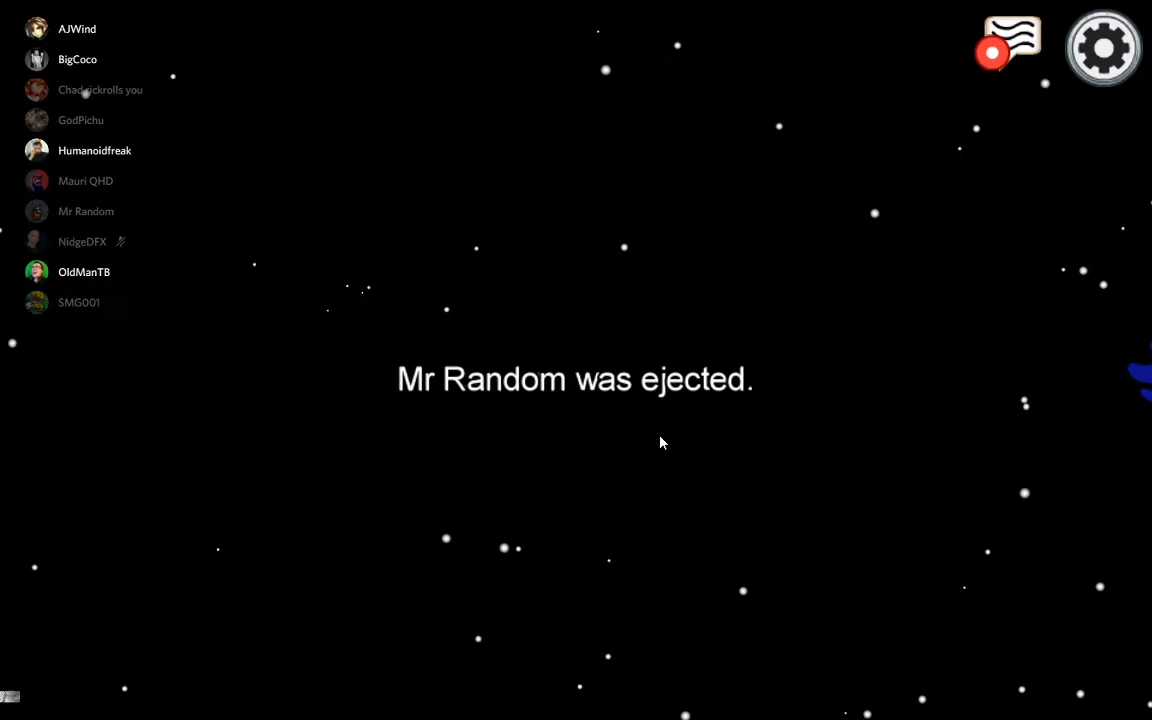 AJWind
BigCoco
Chad rickrolls you
GodPichu
Humanoidfreak
Mauri QHD
Mr Random
NidgeDFX
OldManTB
SMG001
Mr Random was ejected.